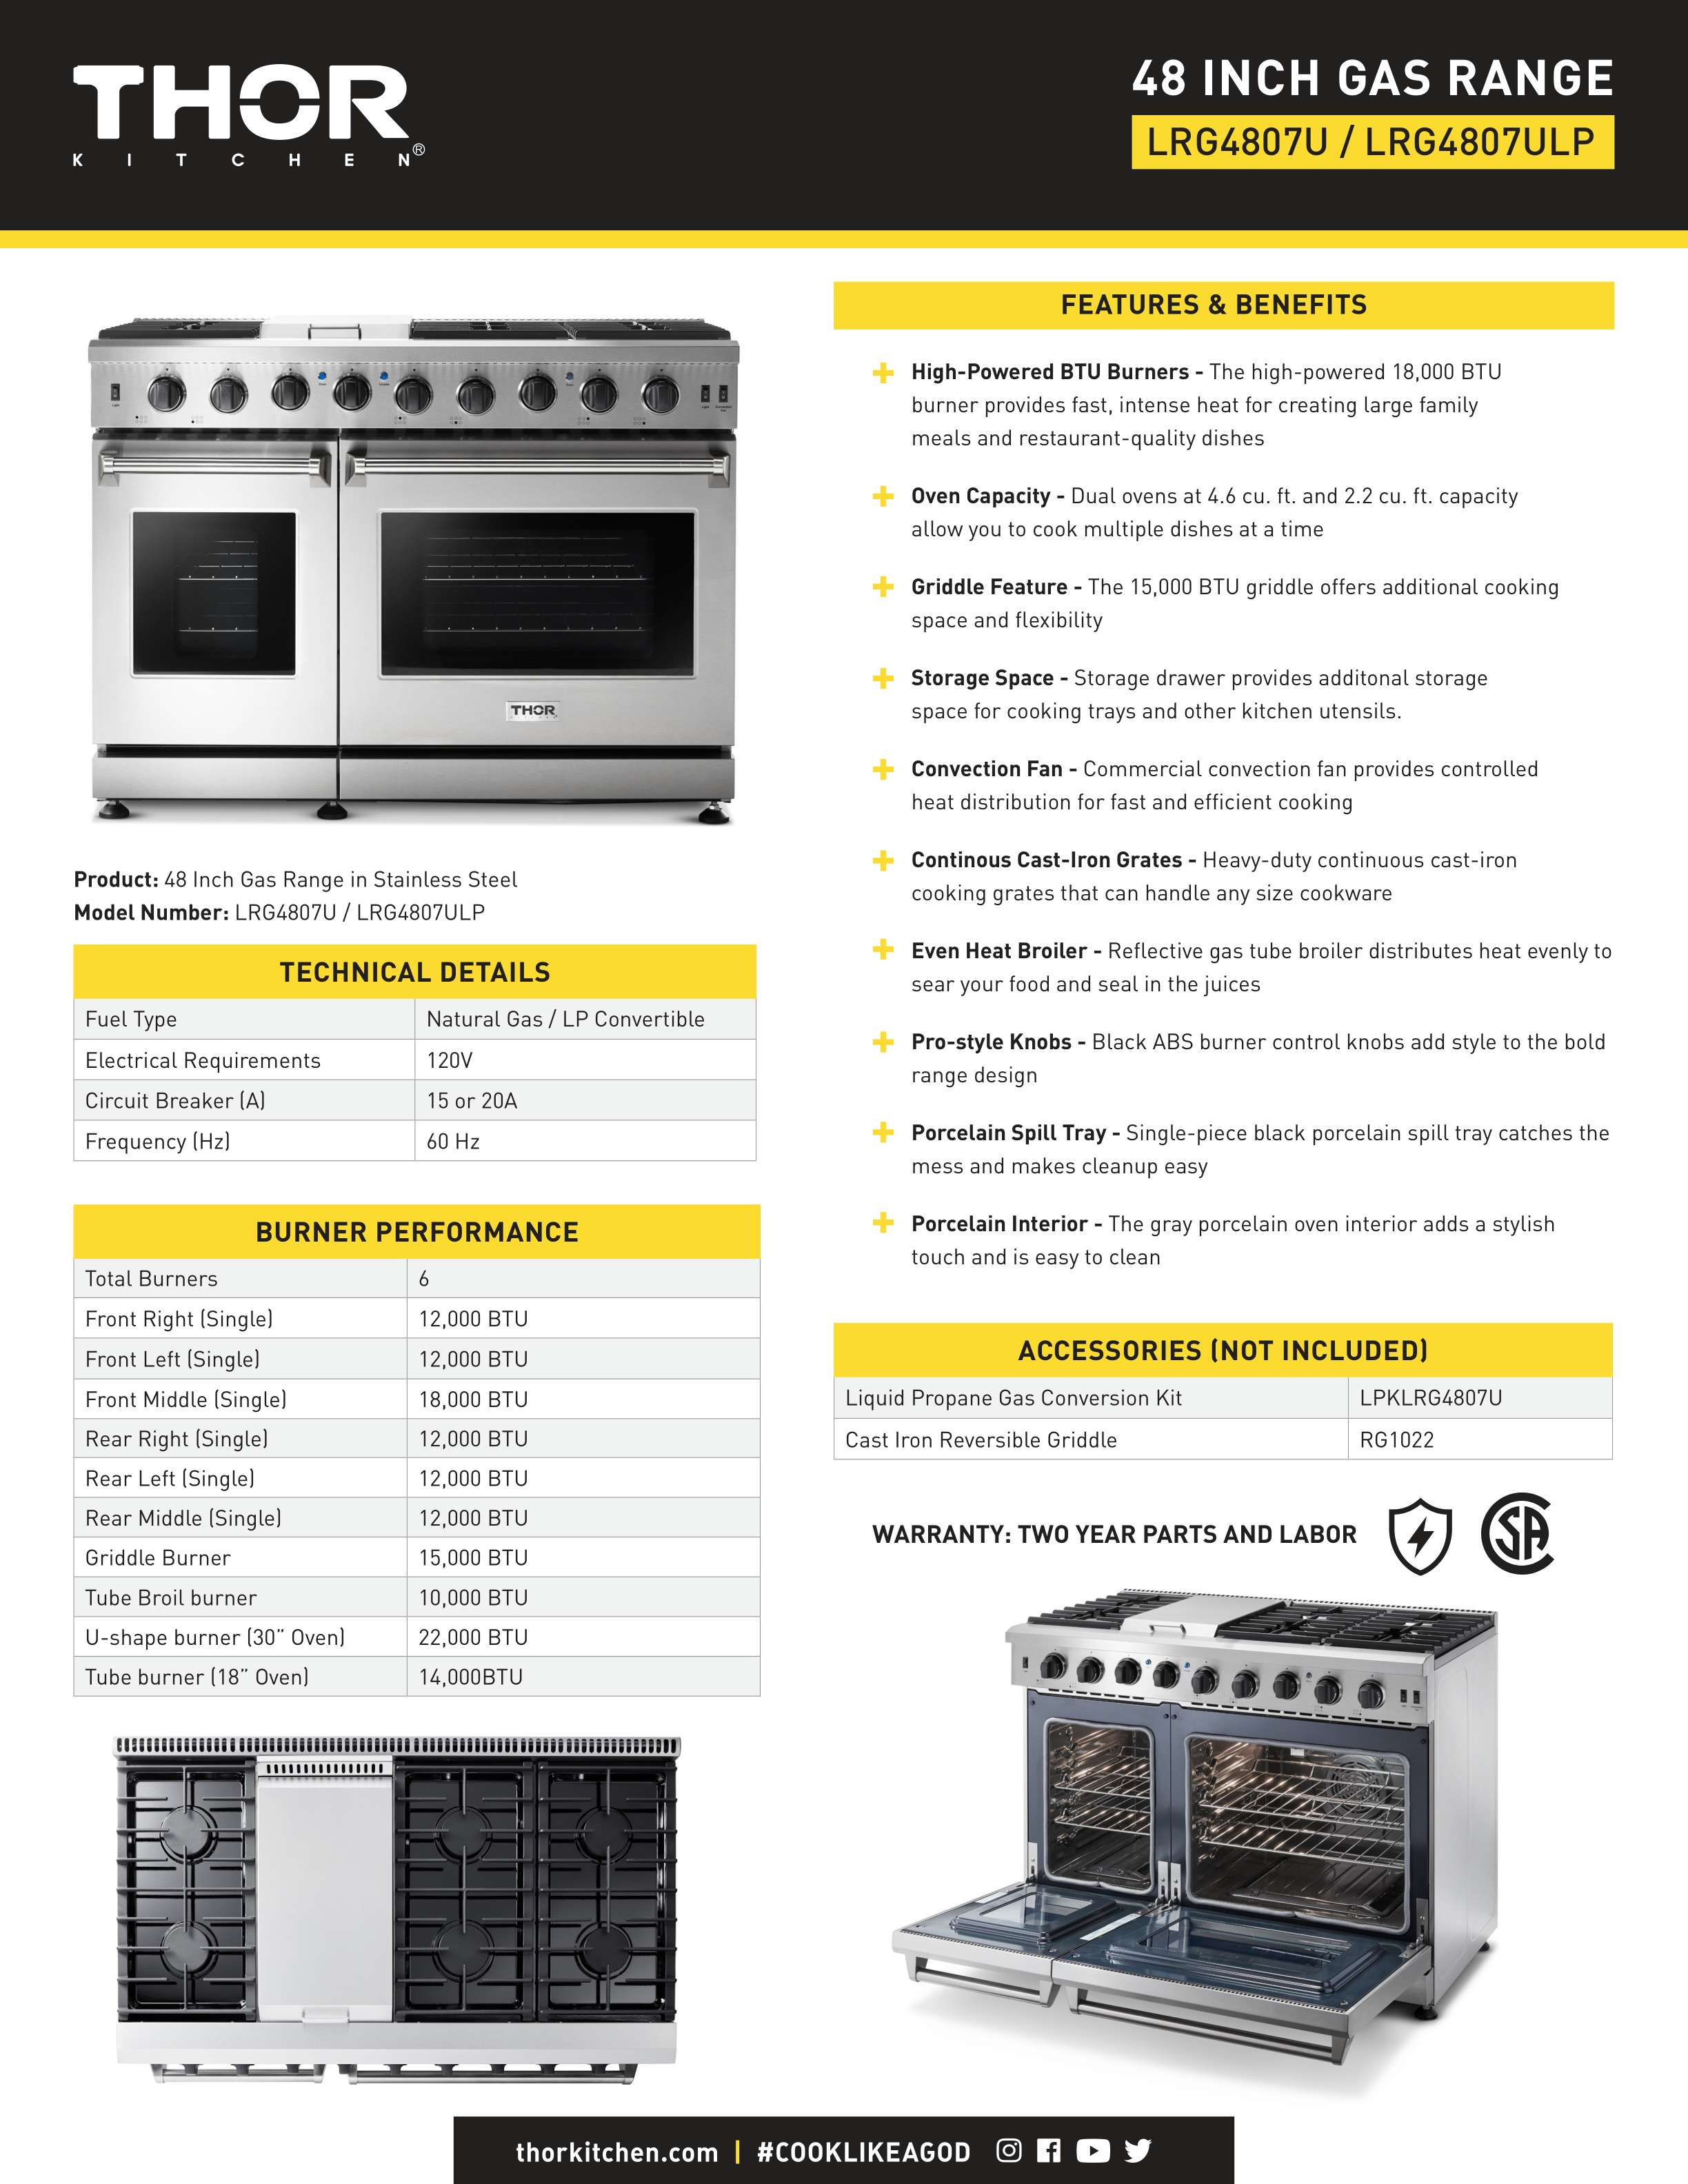 THOR
KITCHEN®
48 INCH GAS RANGE
LRG4807U / LRG4807ULP
THOR
Product: 48 Inch Gas Range in Stainless Steel
Model Number: LRG4807U / LRG4807ULP
TECHNICAL DETAILS
Fuel Type Natural Gas / LP Convertible
Electrical Requirements 120V
Circuit Breaker (A) 15 or 20A
Frequency (Hz) 60 Hz
BURNER PERFORMANCE
Total Burners 6
Front Right (Single) 12,000 BTU
Front Left (Single) 12,000 BTU
Front Middle (Single) 18,000 BTU
Rear Right (Single) 12,000 BTU
Rear Left (Single) 12,000 BTU
Rear Middle (Single) 12,000 BTU
Griddle Burner 15,000 BTU
Tube Broil burner 10,000 BTU
U-shape burner (30” Oven) 22,000 BTU
Tube burner (18” Oven) 14,000BTU
FEATURES & BENEFITS
High-Powered BTU Burners - The high-powered 18,000 BTU
burner provides fast, intense heat for creating large family
meals and restaurant-quality dishes
Oven Capacity - Dual ovens at 4.6 cu. ft. and 2.2 cu. ft. capacity
allow you to cook multiple dishes at a time
Griddle Feature - The 15,000 BTU griddle offers additional cooking
space and flexibility
Storage Space - Storage drawer provides additonal storage
space for cooking trays and other kitchen utensils.
Convection Fan - Commercial convection fan provides controlled
heat distribution for fast and efficient cooking
Continous Cast-Iron Grates - Heavy-duty continuous cast-iron
cooking grates that can handle any size cookware
Even Heat Broiler - Reflective gas tube broiler distributes heat evenly to
sear your food and seal in the juices
Pro-style Knobs - Black ABS burner control knobs add style to the bold
range design
Porcelain Spill Tray - Single-piece black porcelain spill tray catches the
mess and makes cleanup easy
Porcelain Interior - The gray porcelain oven interior adds a stylish
touch and is easy to clean
ACCESSORIES (NOT INCLUDED)
Liquid Propane Gas Conversion Kit LPKLRG4807U
Cast Iron Reversible Griddle RG1022
WARRANTY: TWO YEAR PARTS AND LABOR
SA
thorkitchen.com | #COOKLIKEAGOD